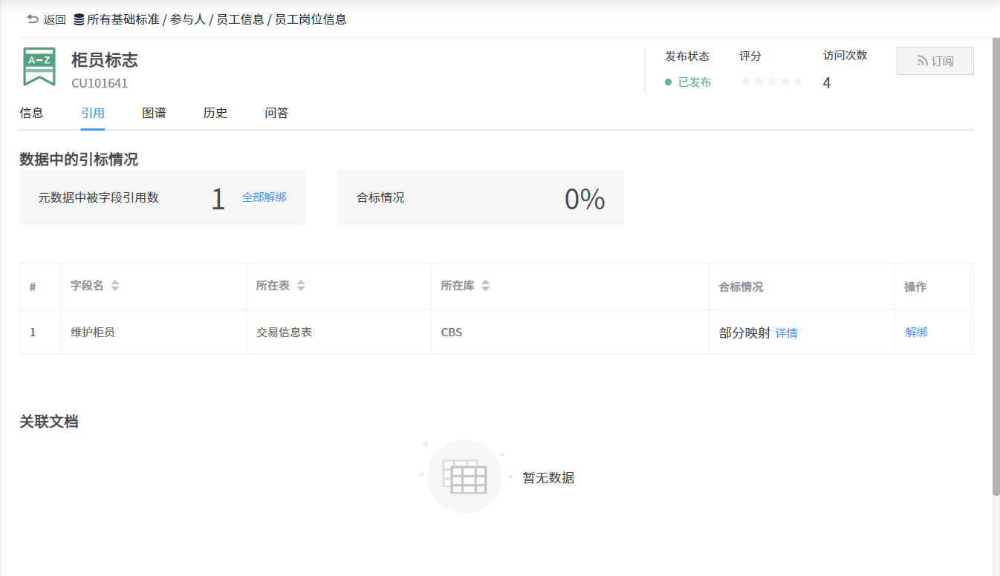 返回 所有基础标准 / 参与人 / 员工信息 / 员工岗位信息
A-Z
柜员标志
CU101641
发布状态 评分 访问次数
已发布 4
订阅
信息 引用 图谱 历史 问答
数据中的引标情况
元数据中被字段引用数 1 全部解绑 合标情况 0%
# 字段名 所在表 所在库 合标情况 操作
1 维护柜员 交易信息表 CBS 部分映射 详情 解绑
关联文档
暂无数据